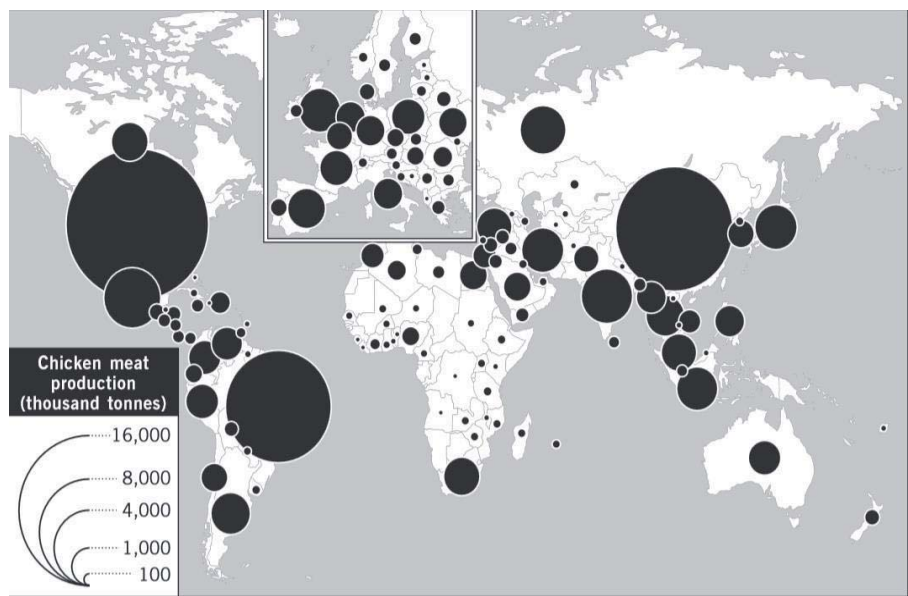 Chicken meat
production
(thousand tonnes)
16,000
8,000
4,000
1,000
100